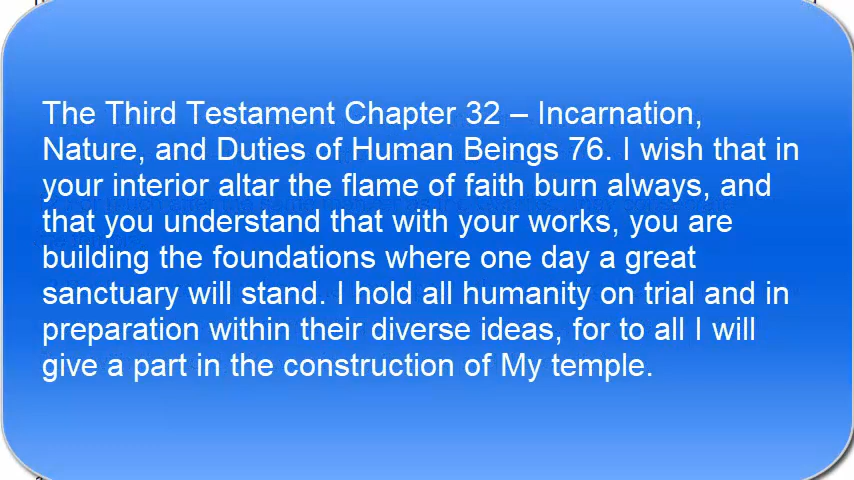 The Third Testament Chapter 32 – Incarnation,
Nature, and Duties of Human Beings 76. I wish that in
your interior altar the flame of faith burn always, and
that you understand that with your works, you are
building the foundations where one day a great
sanctuary will stand. I hold all humanity on trial and in
preparation within their diverse ideas, for to all I will
give a part in the construction of My temple.